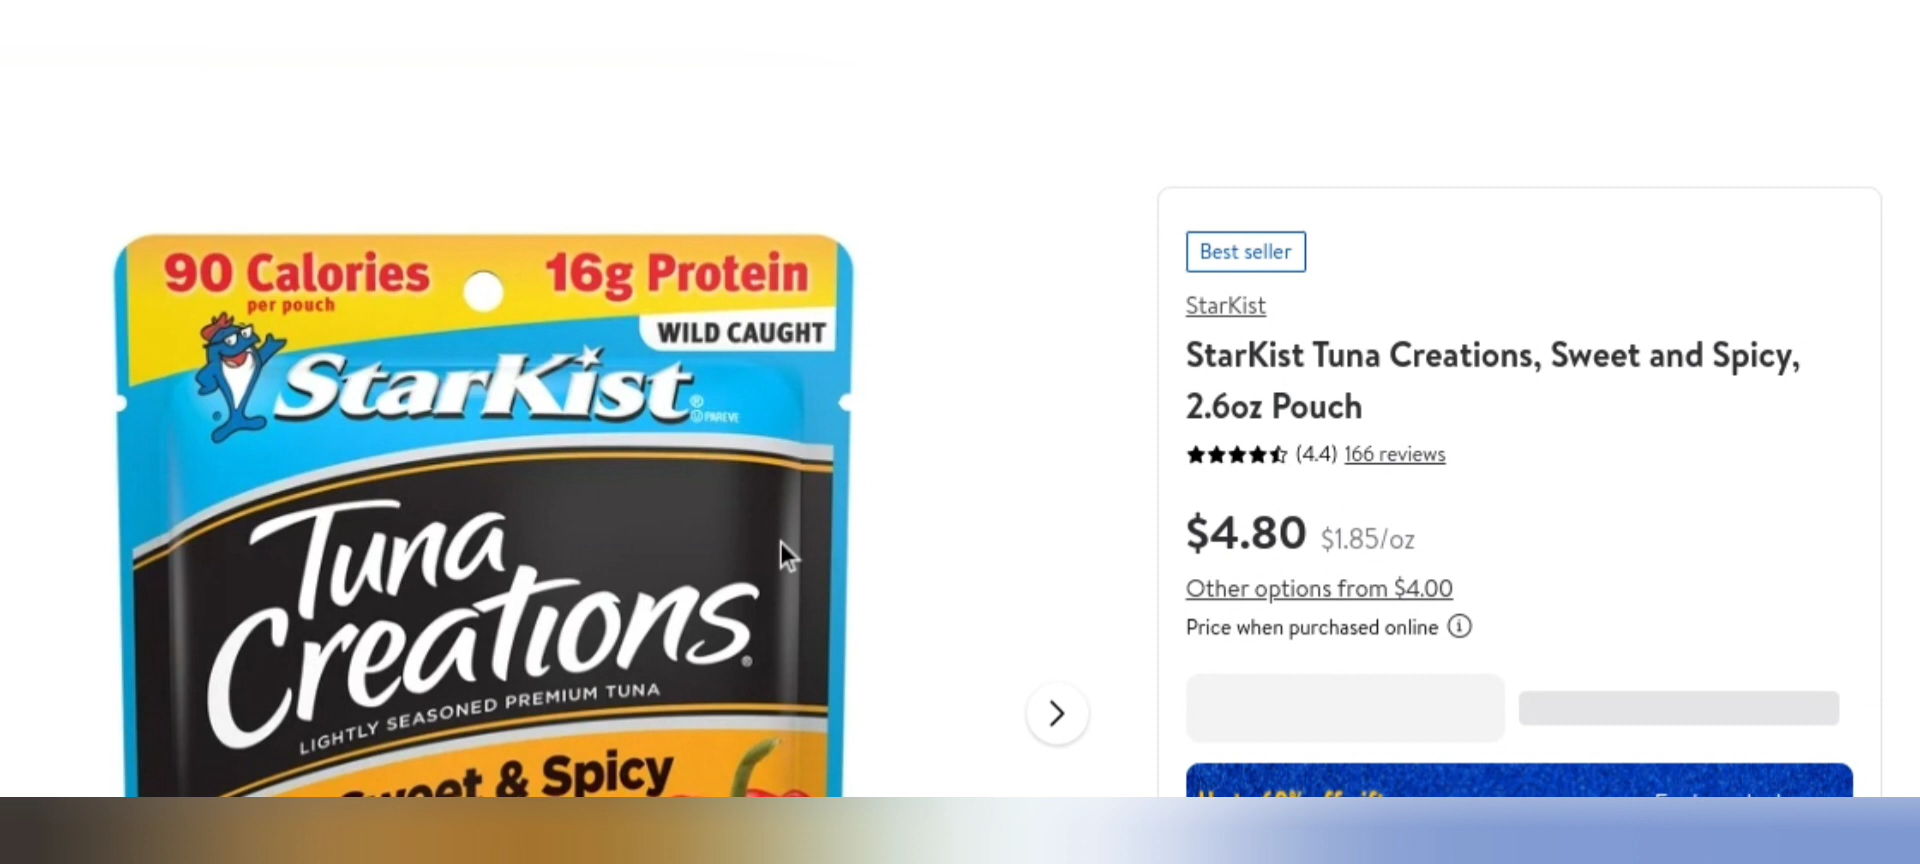 90 Calories
per pouch
16g Protein
WILD CAUGHT
StarKist®
PAREVE
Tuna
Creations®
LIGHTLY SEASONED PREMIUM TUNA
Sweet & Spicy
Best seller
StarKist
StarKist Tuna Creations, Sweet and Spicy,
2.6oz Pouch
(4.4) 166 reviews
$4.80 $1.85/oz
Other options from $4.00
Price when purchased online